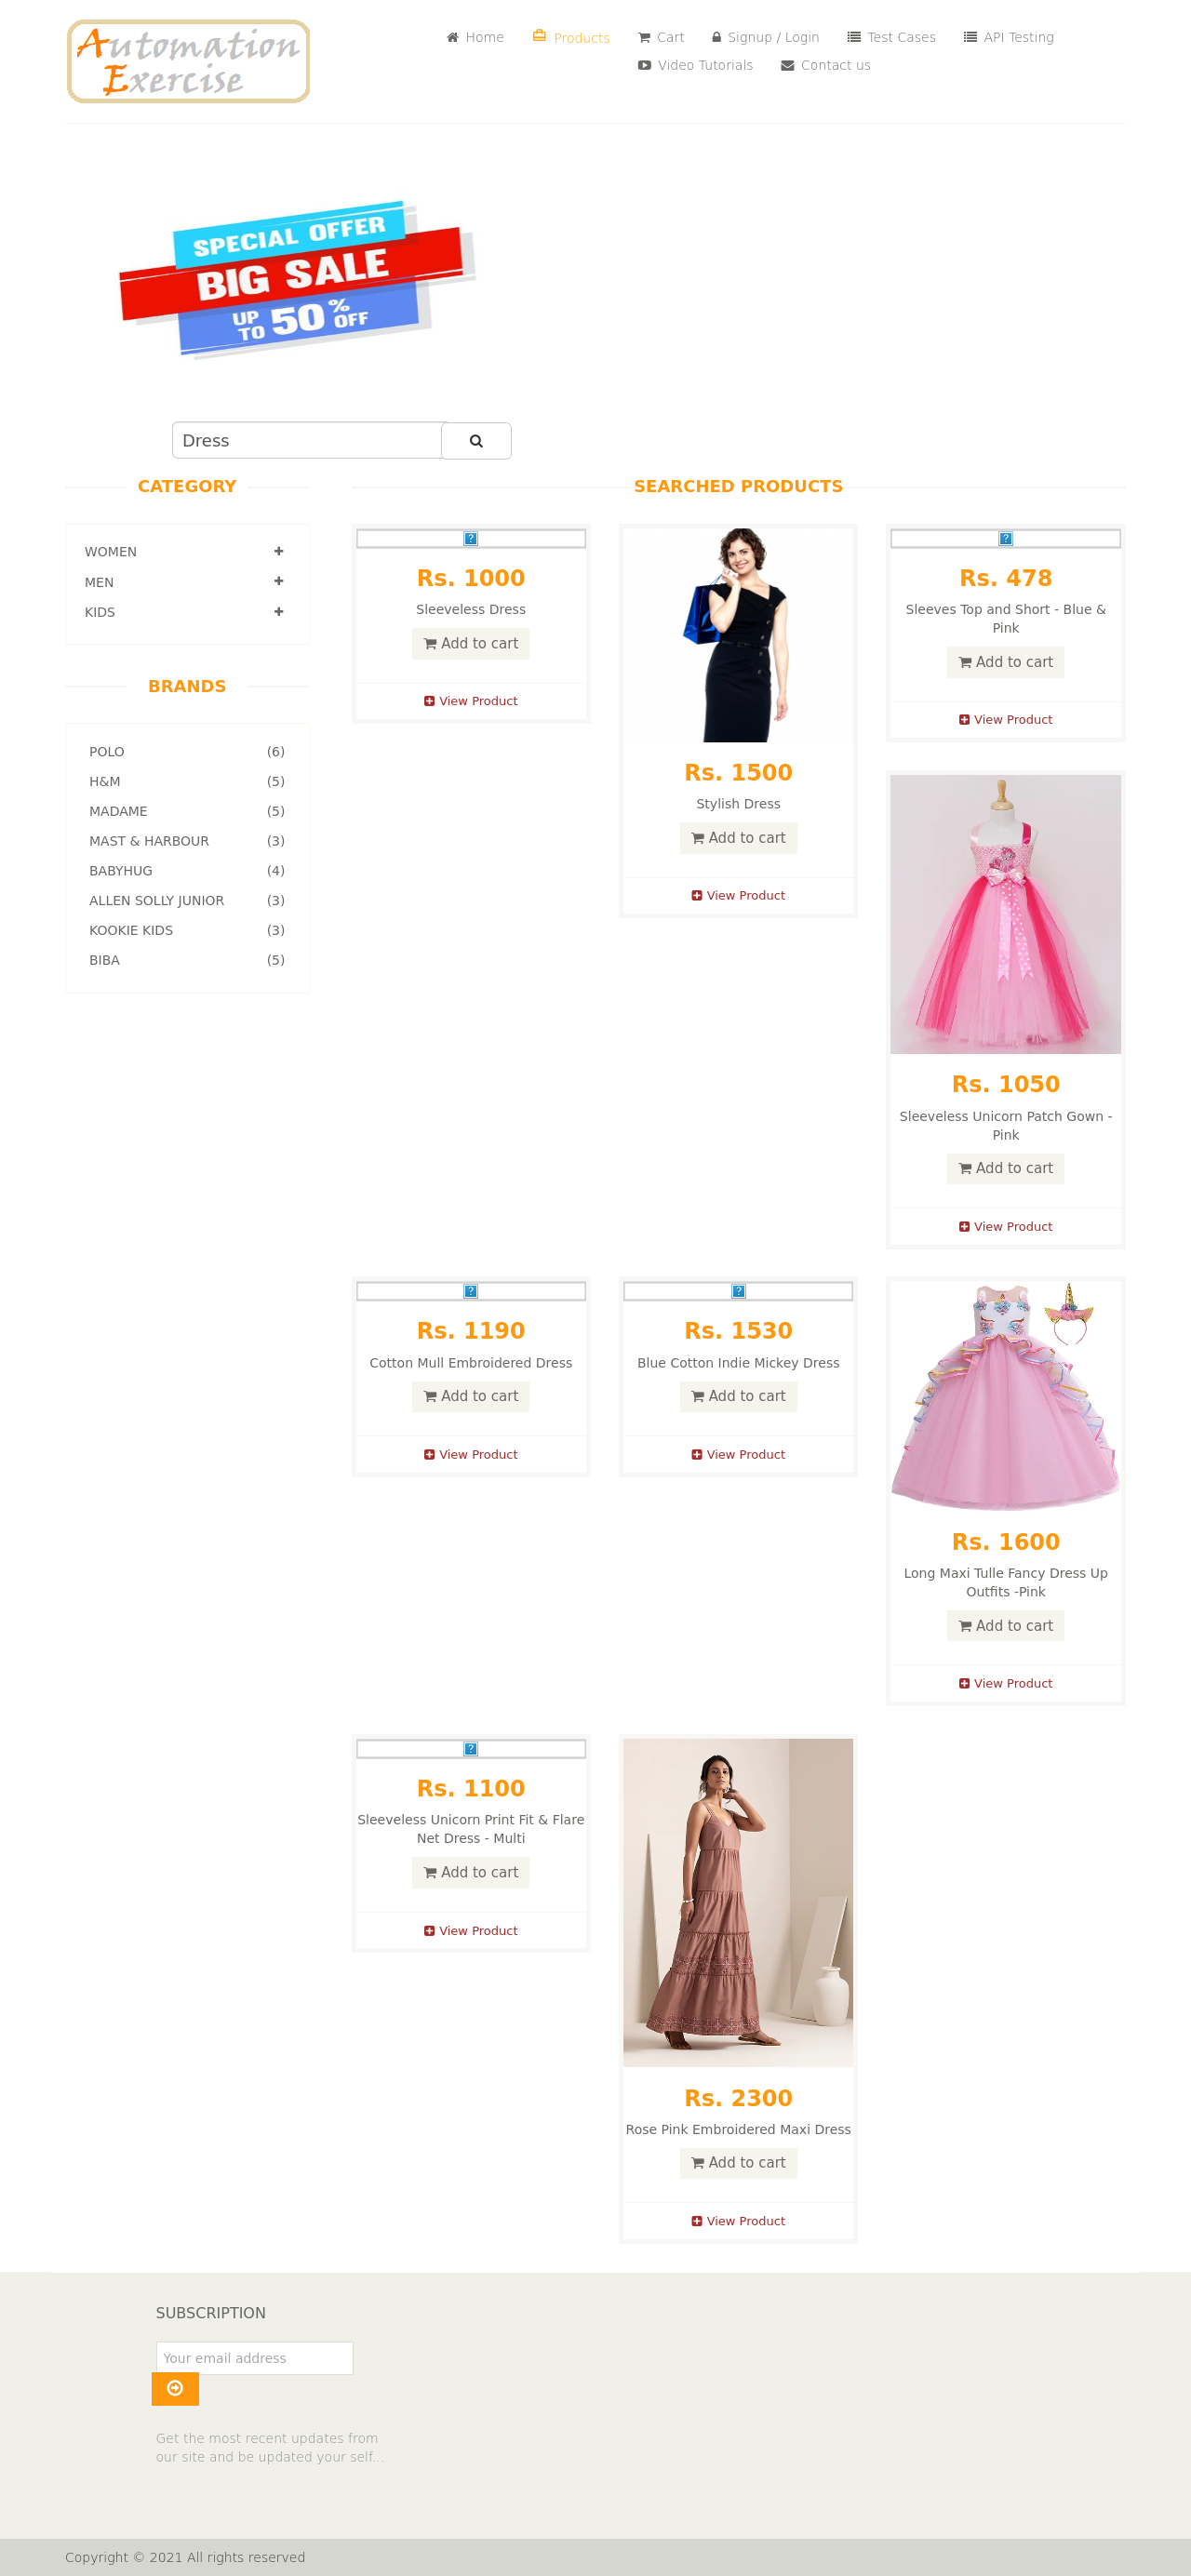 Automation
Exercise
Home
Products
Cart
Signup / Login
Test Cases
API Testing
Video Tutorials
Contact us
SPECIAL OFFER
BIG SALE
UP TO 50% OFF
Dress
CATEGORY
WOMEN
MEN
KIDS
BRANDS
POLO (6)
H&M (5)
MADAME (5)
MAST & HARBOUR (3)
BABYHUG (4)
ALLEN SOLLY JUNIOR (3)
KOOKIE KIDS (3)
BIBA (5)
SEARCHED PRODUCTS
Rs. 1000
Sleeveless Dress
Add to cart
View Product
Rs. 1500
Stylish Dress
Add to cart
View Product
Rs. 478
Sleeves Top and Short - Blue &
Pink
Add to cart
View Product
Rs. 1050
Sleeveless Unicorn Patch Gown -
Pink
Add to cart
View Product
Rs. 1190
Cotton Mull Embroidered Dress
Add to cart
View Product
Rs. 1530
Blue Cotton Indie Mickey Dress
Add to cart
View Product
Rs. 1600
Long Maxi Tulle Fancy Dress Up
Outfits -Pink
Add to cart
View Product
Rs. 1100
Sleeveless Unicorn Print Fit & Flare
Net Dress - Multi
Add to cart
View Product
Rs. 2300
Rose Pink Embroidered Maxi Dress
Add to cart
View Product
SUBSCRIPTION
Your email address
Get the most recent updates from
our site and be updated your self...
Copyright © 2021 All rights reserved